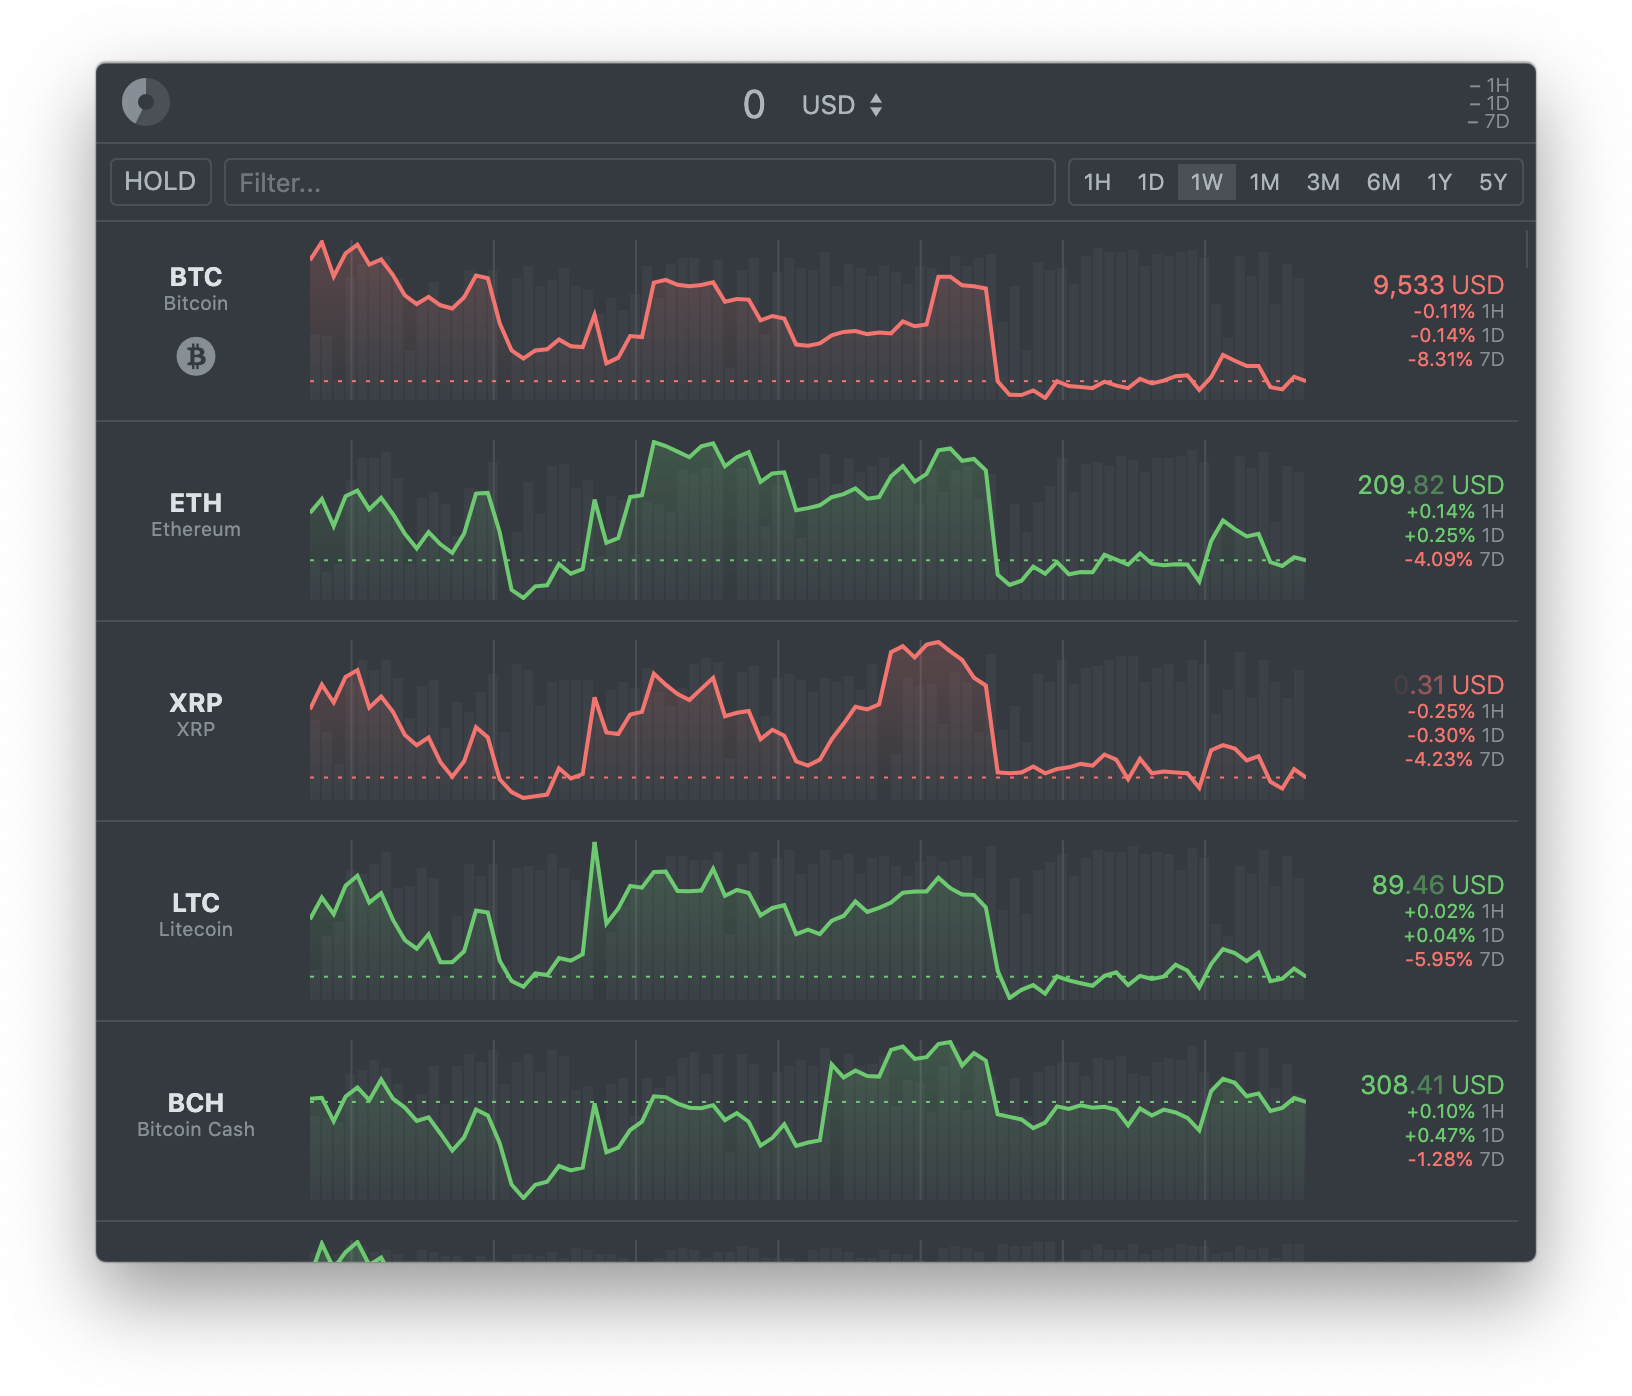 0 USD
– 1H
– 1D
– 7D
HOLD
Filter...
1H 1D 1W 1M 3M 6M 1Y 5Y
BTC
Bitcoin
9,533 USD
-0.11% 1H
-0.14% 1D
-8.31% 7D
ETH
Ethereum
209.82 USD
+0.14% 1H
+0.25% 1D
-4.09% 7D
XRP
XRP
0.31 USD
-0.25% 1H
-0.30% 1D
-4.23% 7D
LTC
Litecoin
89.46 USD
+0.02% 1H
+0.04% 1D
-5.95% 7D
BCH
Bitcoin Cash
308.41 USD
+0.10% 1H
+0.47% 1D
-1.28% 7D